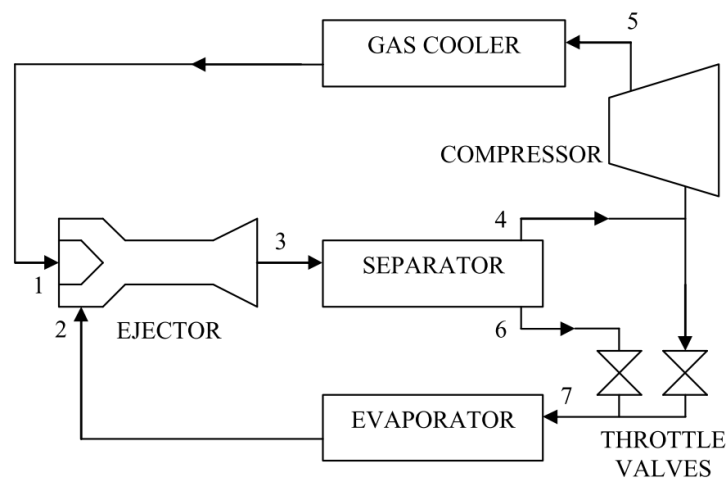 5
GAS COOLER
COMPRESSOR
4
3
SEPARATOR
1
2
EJECTOR
6
7
EVAPORATOR
THROTTLE
VALVES